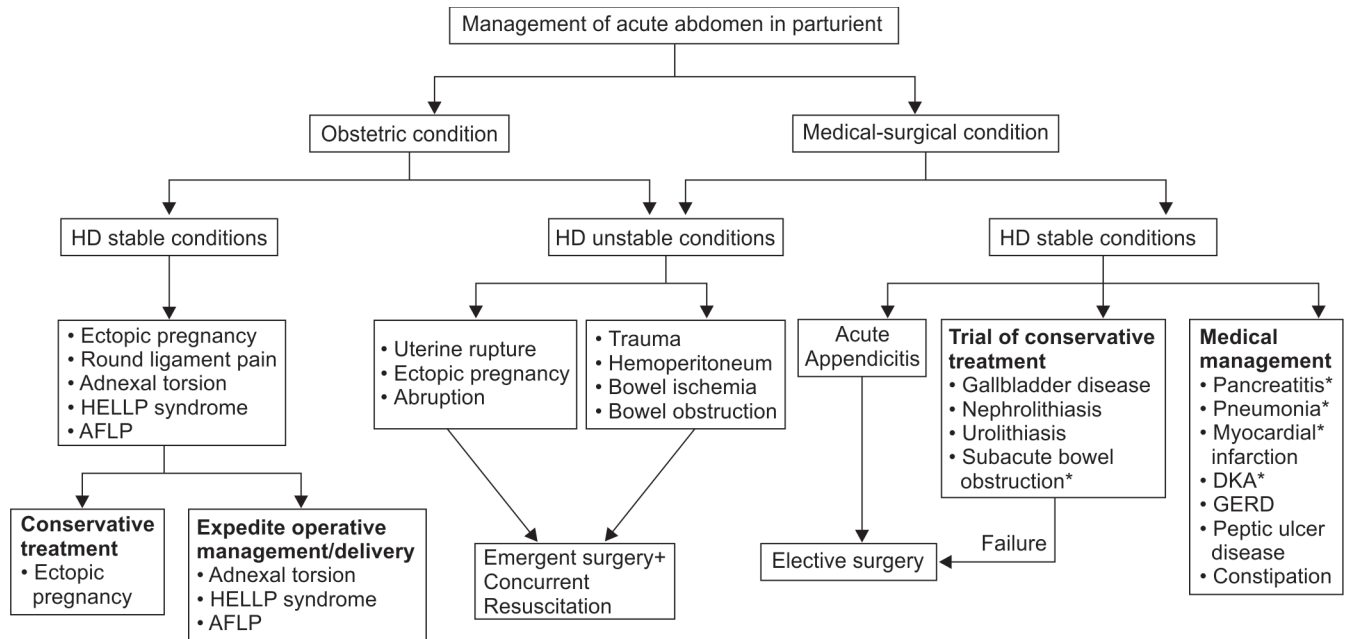 Management of acute abdomen in parturient
Obstetric condition
Medical-surgical condition
HD stable conditions
HD unstable conditions
HD stable conditions
• Ectopic pregnancy
• Round ligament pain
• Adnexal torsion
• HELLP syndrome
• AFLP
• Uterine rupture
• Ectopic pregnancy
• Abruption
• Trauma
• Hemoperitoneum
• Bowel ischemia
• Bowel obstruction
Acute
Appendicitis
Trial of conservative
treatment
• Gallbladder disease
• Nephrolithiasis
• Urolithiasis
• Subacute bowel
obstruction*
Medical
management
• Pancreatitis*
• Pneumonia*
• Myocardial*
infarction
• DKA*
• GERD
• Peptic ulcer
disease
• Constipation
Conservative
treatment
• Ectopic
pregnancy
Expedite operative
management/delivery
• Adnexal torsion
• HELLP syndrome
• AFLP
Emergent surgery+
Concurrent
Resuscitation
Elective surgery
Failure